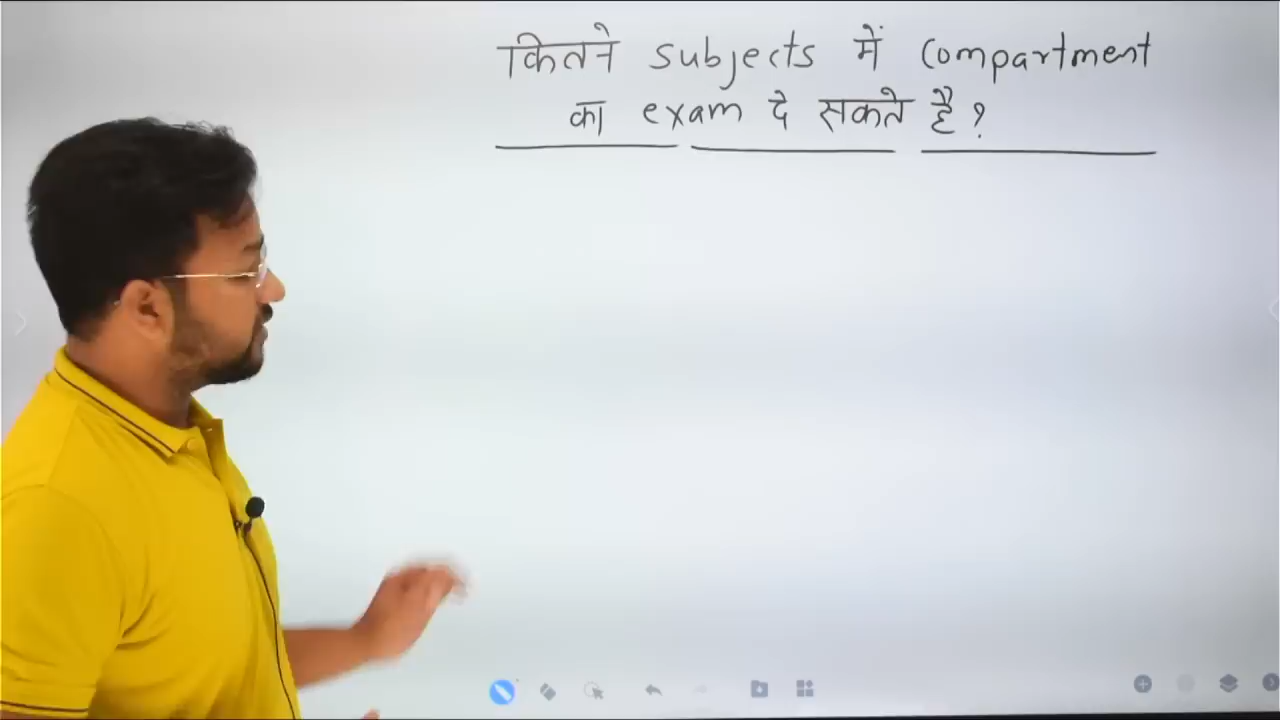 कितने subjects में compartment
का exam दे सकते है ?